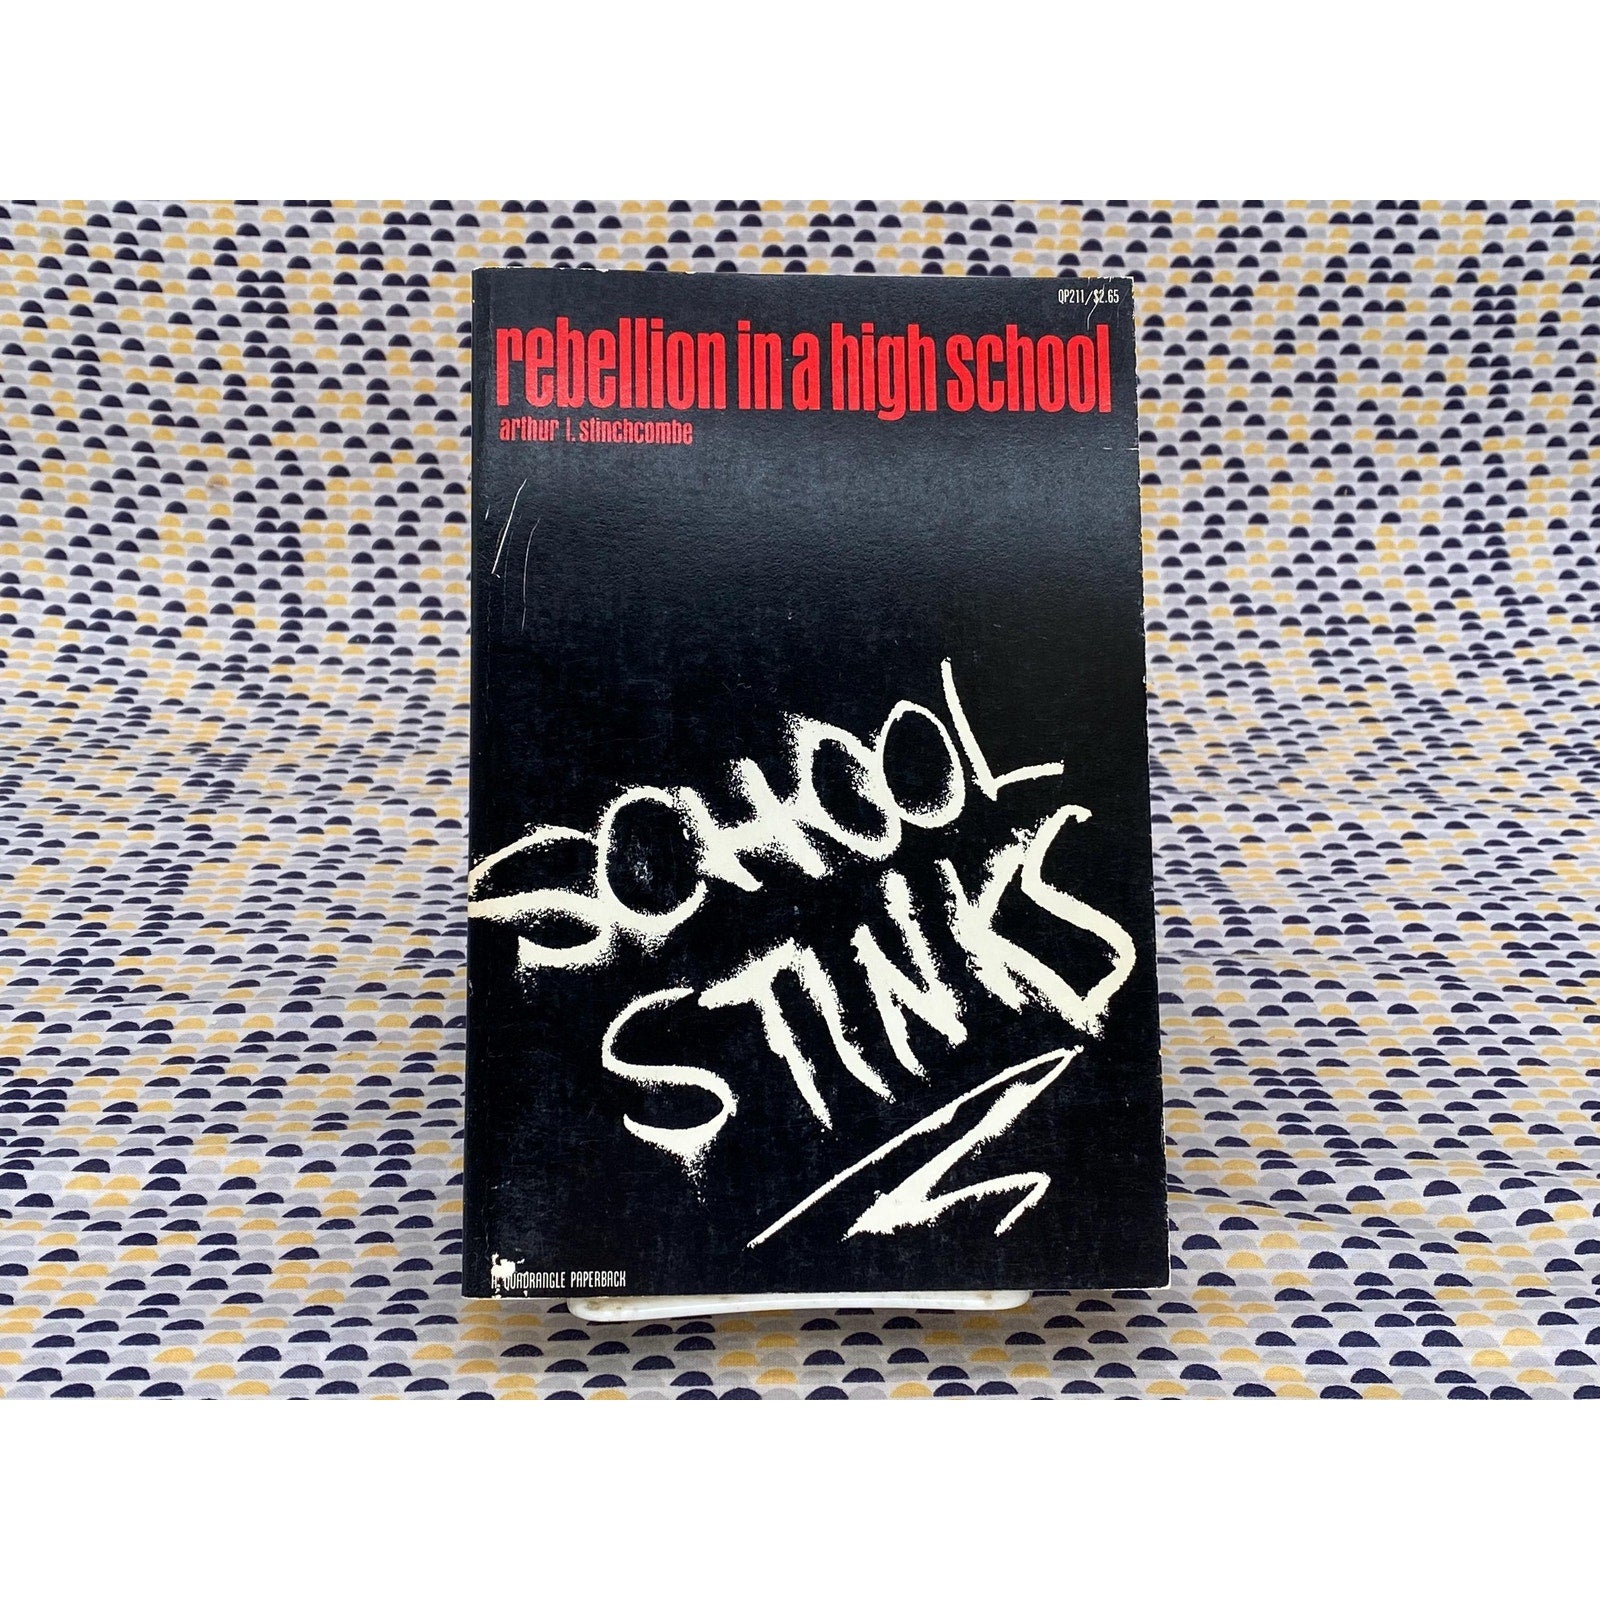 QP211/$2.65
rebellion in a high school
arthur l. stinchcombe
SCHOOL
STINKS
A QUADRANGLE PAPERBACK